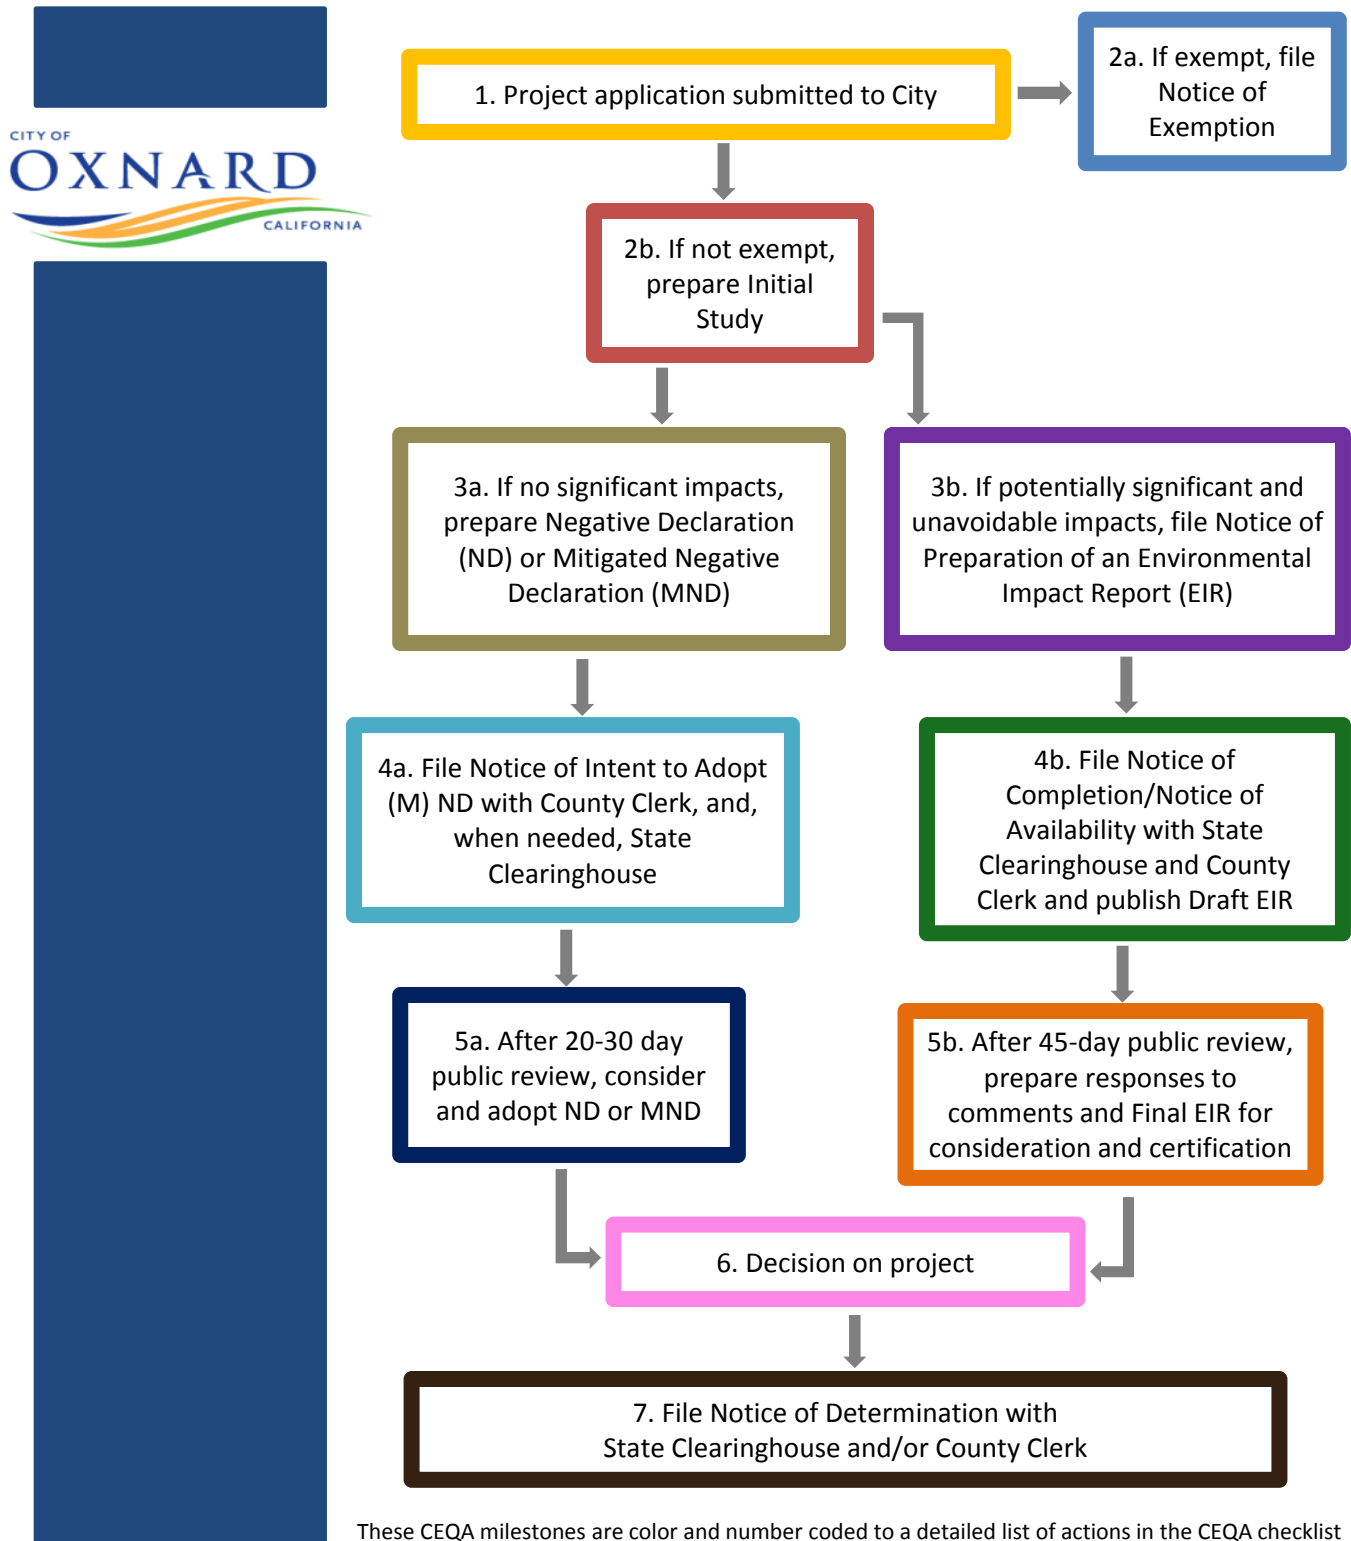 CITY OF
OXNARD
CALIFORNIA
1. Project application submitted to City
2a. If exempt, file
Notice of
Exemption
2b. If not exempt,
prepare Initial
Study
3a. If no significant impacts,
prepare Negative Declaration
(ND) or Mitigated Negative
Declaration (MND)
3b. If potentially significant and
unavoidable impacts, file Notice of
Preparation of an Environmental
Impact Report (EIR)
4a. File Notice of Intent to Adopt
(M) ND with County Clerk, and,
when needed, State
Clearinghouse
4b. File Notice of
Completion/Notice of
Availability with State
Clearinghouse and County
Clerk and publish Draft EIR
5a. After 20-30 day
public review, consider
and adopt ND or MND
5b. After 45-day public review,
prepare responses to
comments and Final EIR for
consideration and certification
6. Decision on project
7. File Notice of Determination with
State Clearinghouse and/or County Clerk
These CEQA milestones are color and number coded to a detailed list of actions in the CEQA checklist